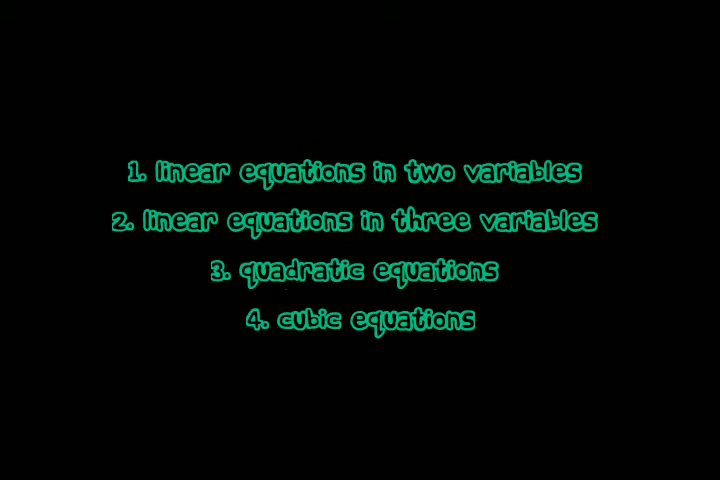 1. linear equations in two variables
2. linear equations in three variables
3. quadratic equations
4. cubic equations